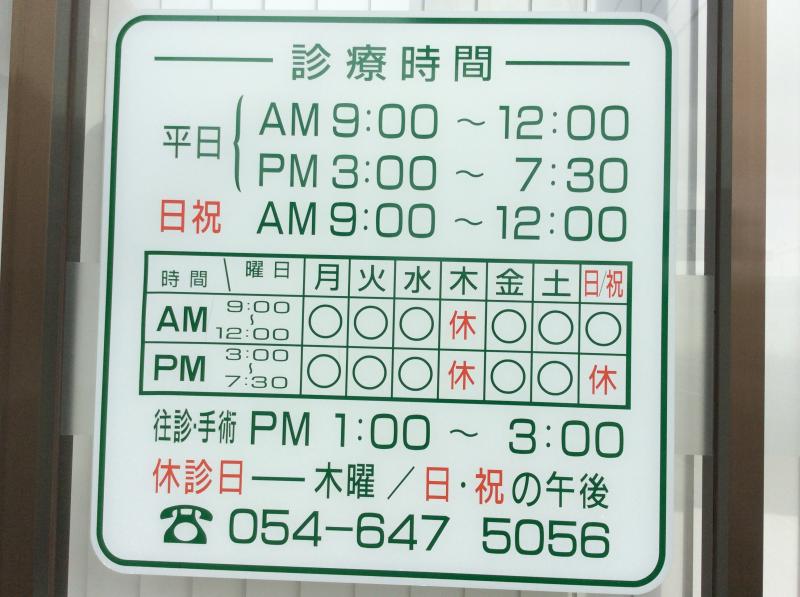 診療時間
平日 AM 9:00 ～ 12:00
PM 3:00 ～ 7:30
日祝 AM 9:00 ～ 12:00
時間 \ 曜日 月 火 水 木 金 土 日/祝
AM 9:00～12:00 ○ ○ ○ 休 ○ ○ ○
PM 3:00～7:30 ○ ○ ○ 休 ○ ○ 休
往診・手術 PM 1:00 ～ 3:00
休診日 ― 木曜／日・祝の午後
☎ 054-647 5056